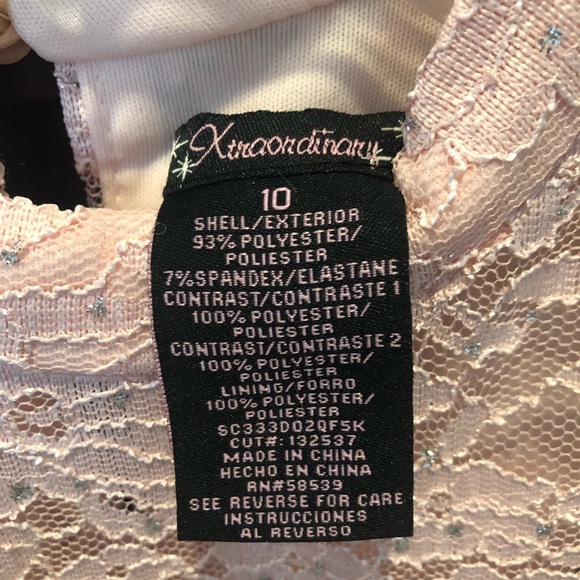 Xtraordinary
10
SHELL/EXTERIOR
93% POLYESTER/
POLIESTER
7% SPANDEX/ELASTANE
CONTRAST/CONTRASTE 1
100% POLYESTER/
POLIESTER
CONTRAST/CONTRASTE 2
100% POLYESTER/
POLIESTER
LINING/FORRO
100% POLYESTER/
POLIESTER
SC333D02QF5K
CUT#: 132537
MADE IN CHINA
HECHO EN CHINA
RN#58539
SEE REVERSE FOR CARE
INSTRUCCIONES
AL REVERSO